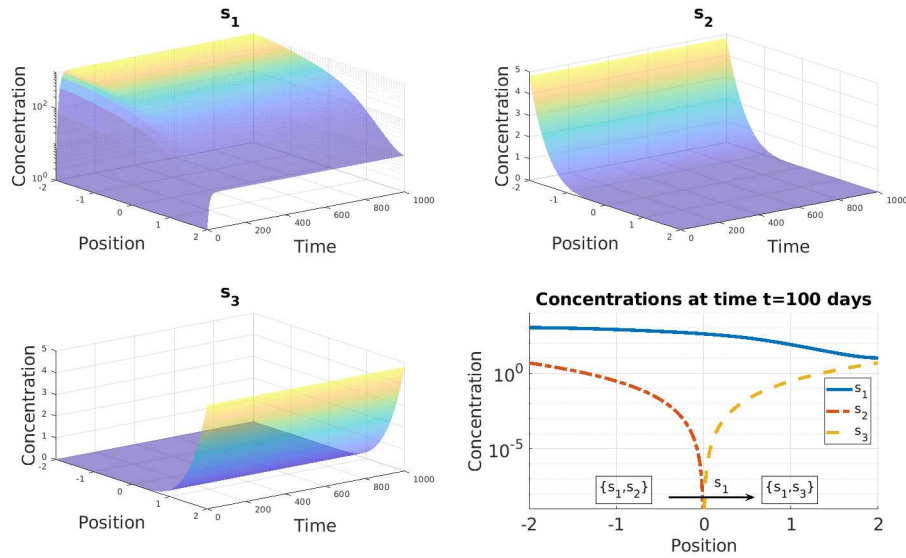 s1
Concentration
10^2
10^0
-2
-1
0
1
2
Position
0
200
400
600
800
1000
Time
s2
Concentration
5
4
3
2
1
0
-2
-1
0
1
2
Position
0
200
400
600
800
1000
Time
s3
Concentration
5
4
3
2
1
0
-2
-1
0
1
2
Position
0
200
400
600
800
1000
Time
Concentrations at time t=100 days
Concentration
10^0
10^-5
s1
s2
s3
{s1,s2}
s1
{s1,s3}
-2
-1
0
1
2
Position